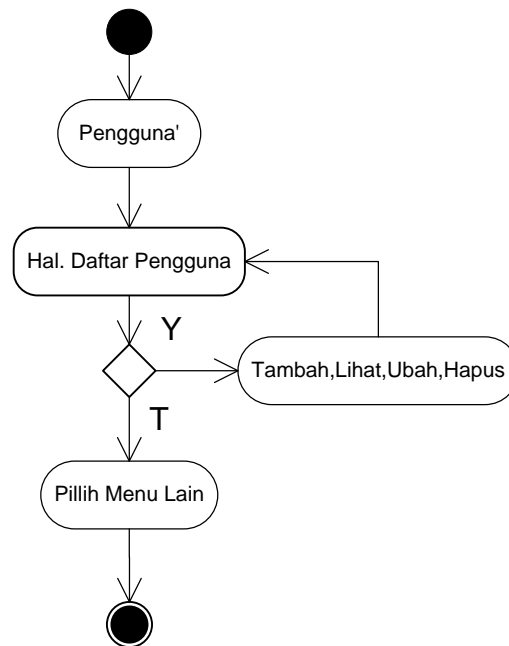 Pengguna'
Hal. Daftar Pengguna
Y
Tambah,Lihat,Ubah,Hapus
T
Pillih Menu Lain